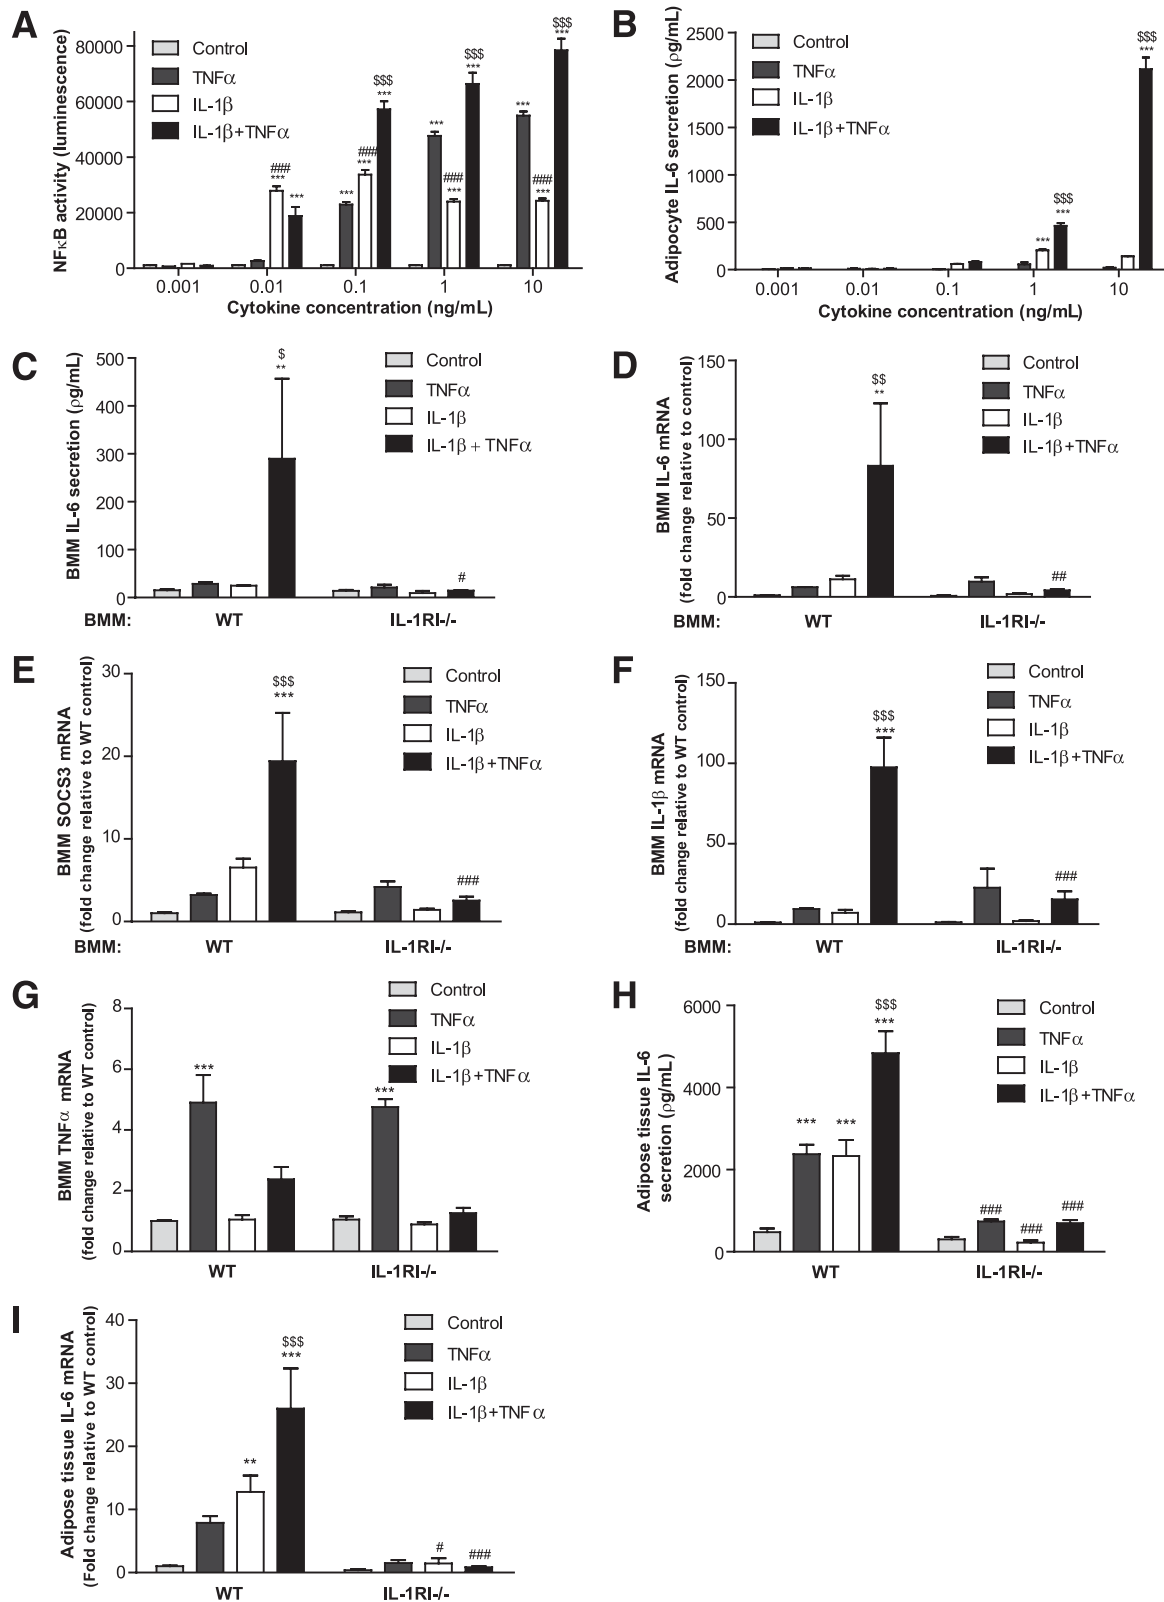 A
NFκB activity (luminescence)
80000
60000
40000
20000
0
Control
TNFα
IL-1β
IL-1β+TNFα
###
***
***
***
###
***
$$$
***
***
###
***
$$$
***
***
###
***
$$$
***
0.001 0.01 0.1 1 10
Cytokine concentration (ng/mL)
B
Adipocyte IL-6 sercretion (ρg/mL)
2500
2000
1500
1000
500
0
Control
TNFα
IL-1β
IL-1β+TNFα
***
$$$
***
$$$
***
0.001 0.01 0.1 1 10
Cytokine concentration (ng/mL)
C
BMM IL-6 secretion (ρg/mL)
500
400
300
200
100
0
$
**
#
Control
TNFα
IL-1β
IL-1β + TNFα
BMM: WT IL-1RI-/-
D
BMM IL-6 mRNA
(fold change relative to control)
150
100
50
0
$$
**
##
Control
TNFα
IL-1β
IL-1β+TNFα
BMM: WT IL-1RI-/-
E
BMM SOCS3 mRNA
(fold change relative to WT control)
30
20
10
0
$$$
***
###
Control
TNFα
IL-1β
IL-1β+TNFα
BMM: WT IL-1RI-/-
F
BMM IL-1β mRNA
(fold change relative to WT control)
150
100
50
0
$$$
***
###
Control
TNFα
IL-1β
IL-1β+TNFα
BMM: WT IL-1RI-/-
G
BMM TNFα mRNA
(fold change relative to WT control)
8
6
4
2
0
***
***
Control
TNFα
IL-1β
IL-1β+TNFα
WT IL-1RI-/-
H
Adipose tissue IL-6
secretion (ρg/mL)
6000
4000
2000
0
***
***
$$$
***
###
###
###
Control
TNFα
IL-1β
IL-1β+TNFα
WT IL-1RI-/-
I
Adipose tissue IL-6 mRNA
(Fold change relative to WT control)
40
30
20
10
0
**
$$$
***
#
###
Control
TNFα
IL-1β
IL-1β+TNFα
WT IL-1RI-/-